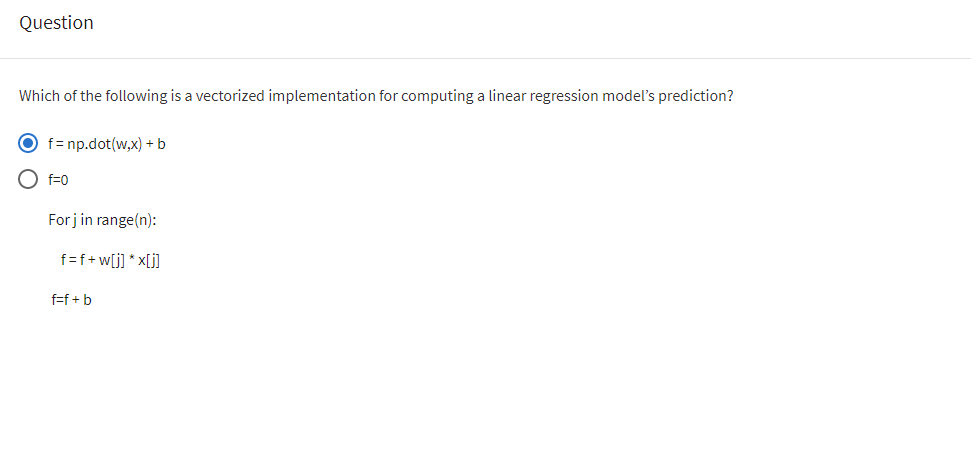 Question
Which of the following is a vectorized implementation for computing a linear regression model’s prediction?
f = np.dot(w,x) + b
f=0
For j in range(n):
f = f + w[j] * x[j]
f=f + b